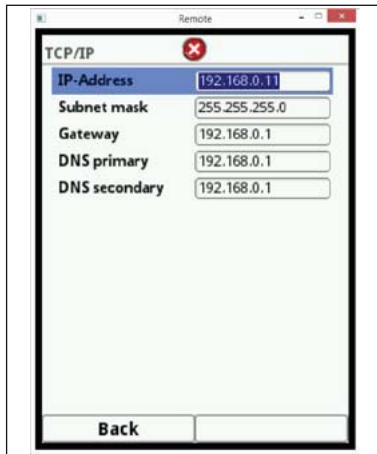 Remote
TCP/IP
IP-Address 192.168.0.11
Subnet mask 255.255.255.0
Gateway 192.168.0.1
DNS primary 192.168.0.1
DNS secondary 192.168.0.1
Back